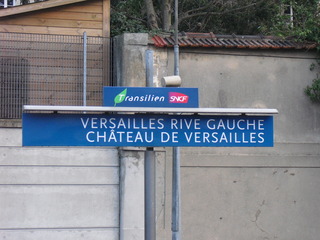 Transilien SNCF
VERSAILLES RIVE GAUCHE
CHÂTEAU DE VERSAILLES